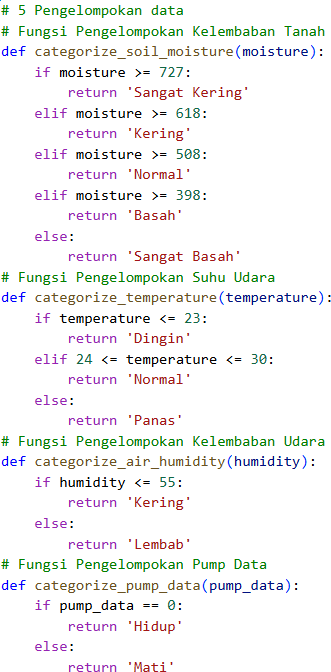 # 5 Pengelompokan data
# Fungsi Pengelompokan Kelembaban Tanah
def categorize_soil_moisture(moisture):
    if moisture >= 727:
        return 'Sangat Kering'
    elif moisture >= 618:
        return 'Kering'
    elif moisture >= 508:
        return 'Normal'
    elif moisture >= 398:
        return 'Basah'
    else:
        return 'Sangat Basah'
# Fungsi Pengelompokan Suhu Udara
def categorize_temperature(temperature):
    if temperature <= 23:
        return 'Dingin'
    elif 24 <= temperature <= 30:
        return 'Normal'
    else:
        return 'Panas'
# Fungsi Pengelompokan Kelembaban Udara
def categorize_air_humidity(humidity):
    if humidity <= 55:
        return 'Kering'
    else:
        return 'Lembab'
# Fungsi Pengelompokan Pump Data
def categorize_pump_data(pump_data):
    if pump_data == 0:
        return 'Hidup'
    else:
        return 'Mati'